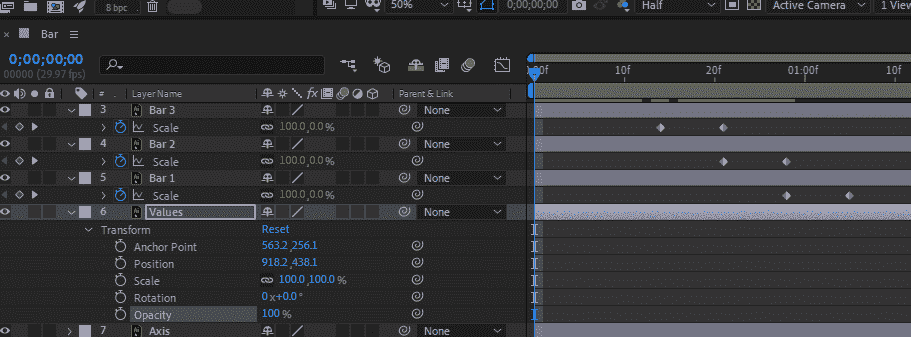 8 bpc 50% 0;00;00;00 Half Active Camera 1 View
Bar
0;00;00;00
00000 (29.97 fps)
:00f 10f 20f 01:00f 10f
# Layer Name fx Parent & Link
3 Bar 3 None
Scale 100.0,0.0%
4 Bar 2 None
Scale 100.0,0.0%
5 Bar 1 None
Scale 100.0,0.0%
6 Values None
Transform Reset
Anchor Point 563.2,256.1
Position 918.2,438.1
Scale 100.0,100.0%
Rotation 0x+0.0°
Opacity 100%
7 Axis None